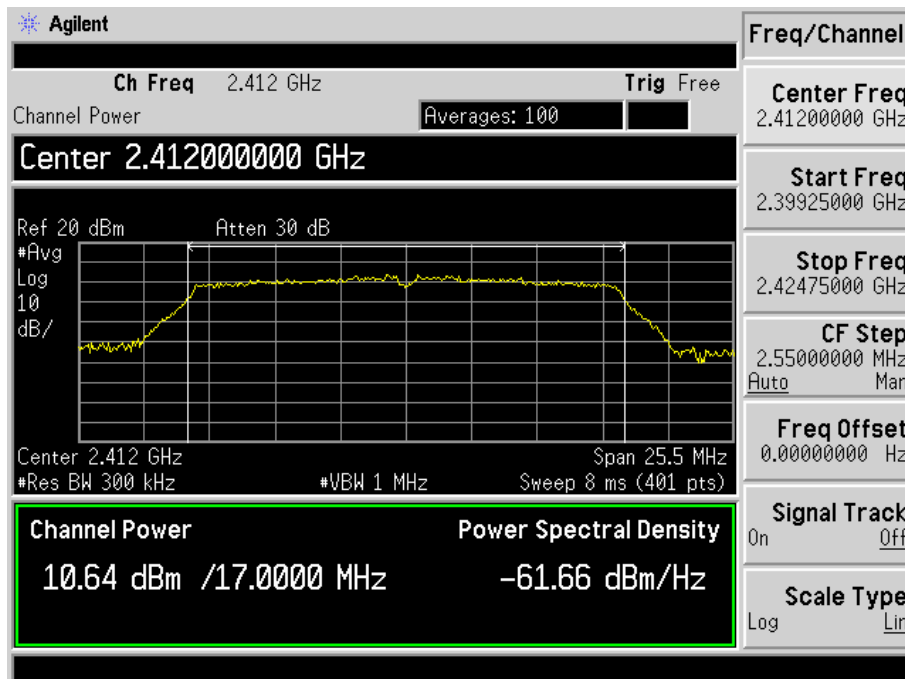 Agilent
Freq/Channel
Ch Freq 2.412 GHz Trig Free
Channel Power Averages: 100
Center 2.412000000 GHz
Ref 20 dBm Atten 30 dB
#Avg
Log
10
dB/
Center 2.412 GHz Span 25.5 MHz
#Res BW 300 kHz #VBW 1 MHz Sweep 8 ms (401 pts)
Channel Power Power Spectral Density
10.64 dBm /17.0000 MHz -61.66 dBm/Hz
Center Freq
2.41200000 GHz
Start Freq
2.39925000 GHz
Stop Freq
2.42475000 GHz
CF Step
2.55000000 MHz
Auto Man
Freq Offset
0.00000000 Hz
Signal Track
On Off
Scale Type
Log Lin